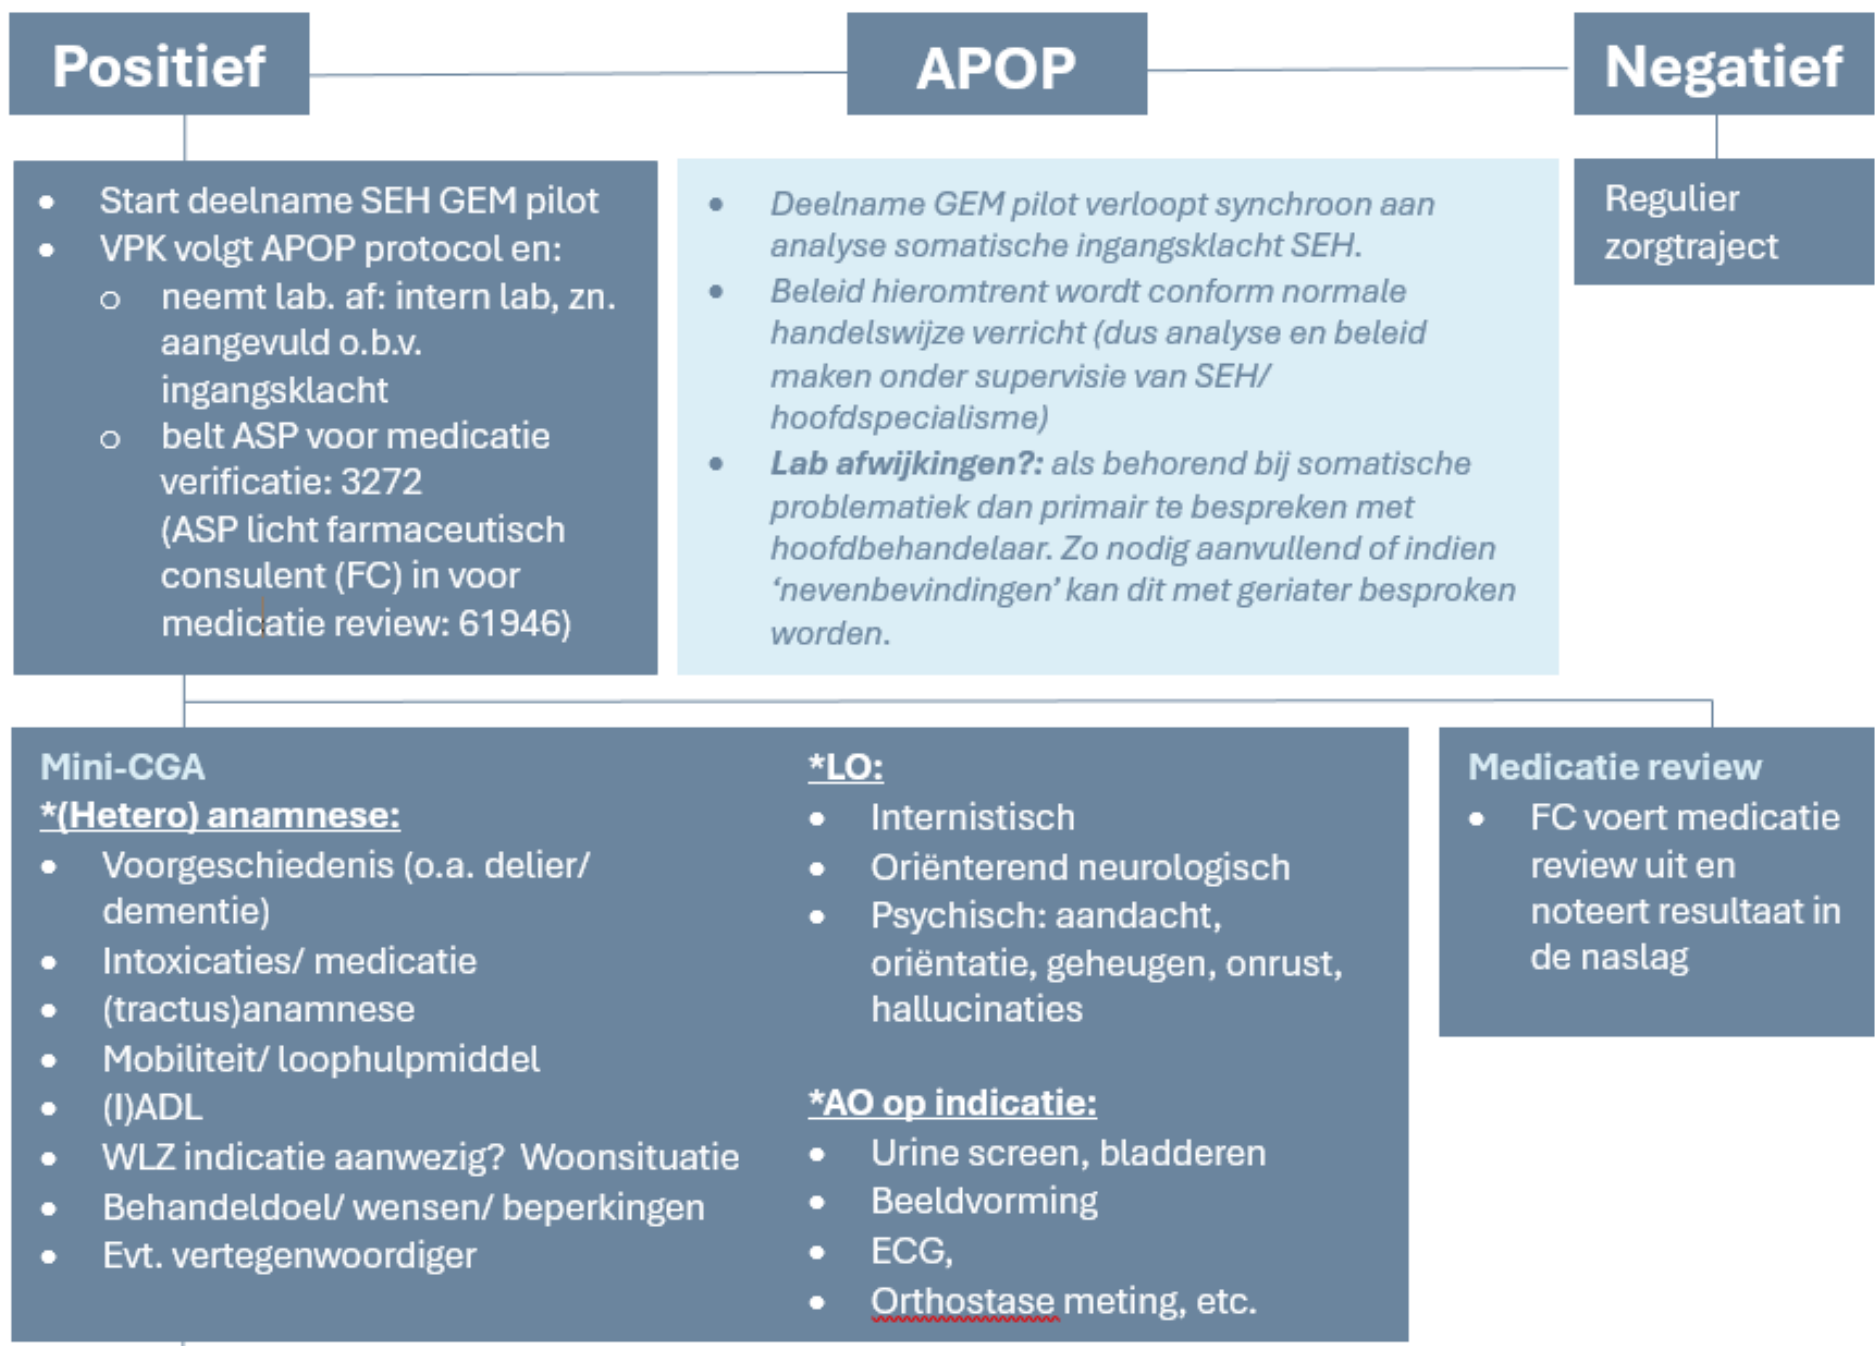 Positief
APOP
Negatief
• Start deelname SEH GEM pilot
• VPK volgt APOP protocol en:
o neemt lab. af: intern lab, zn.
aangevuld o.b.v.
ingangsklacht
o belt ASP voor medicatie
verificatie: 3272
(ASP licht farmaceutisch
consulent (FC) in voor
medicatie review: 61946)
• Deelname GEM pilot verloopt synchroon aan
analyse somatische ingangsklacht SEH.
• Beleid hieromtrent wordt conform normale
handelswijze verricht (dus analyse en beleid
maken onder supervisie van SEH/
hoofdspecialisme)
• Lab afwijkingen?: als behorend bij somatische
problematiek dan primair te bespreken met
hoofdbehandelaar. Zo nodig aanvullend of indien
‘nevenbevindingen’ kan dit met geriater besproken
worden.
Regulier
zorgtraject
Mini-CGA
*(Hetero) anamnese:
• Voorgeschiedenis (o.a. delier/
dementie)
• Intoxicaties/ medicatie
• (tractus)anamnese
• Mobiliteit/ loophulpmiddel
• (I)ADL
• WLZ indicatie aanwezig? Woonsituatie
• Behandeldoel/ wensen/ beperkingen
• Evt. vertegenwoordiger
*LO:
• Internistisch
• Oriënterend neurologisch
• Psychisch: aandacht,
oriëntatie, geheugen, onrust,
hallucinaties
*AO op indicatie:
• Urine screen, bladderen
• Beeldvorming
• ECG,
• Orthostase meting, etc.
Medicatie review
• FC voert medicatie
review uit en
noteert resultaat in
de naslag